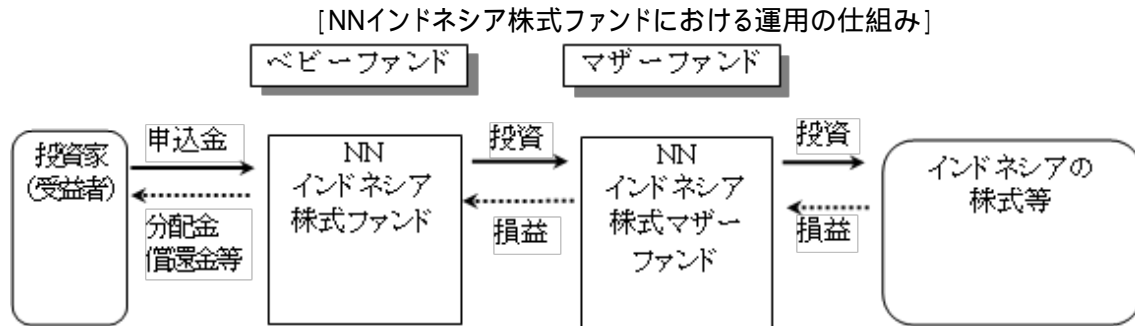 [NNインドネシア株式ファンドにおける運用の仕組み]
ベビーファンド
マザーファンド
投資家
(受益者)
申込金
分配金
償還金等
NN
インドネシア
株式ファンド
投資
損益
NN
インドネシア
株式マザー
ファンド
投資
損益
インドネシアの
株式等